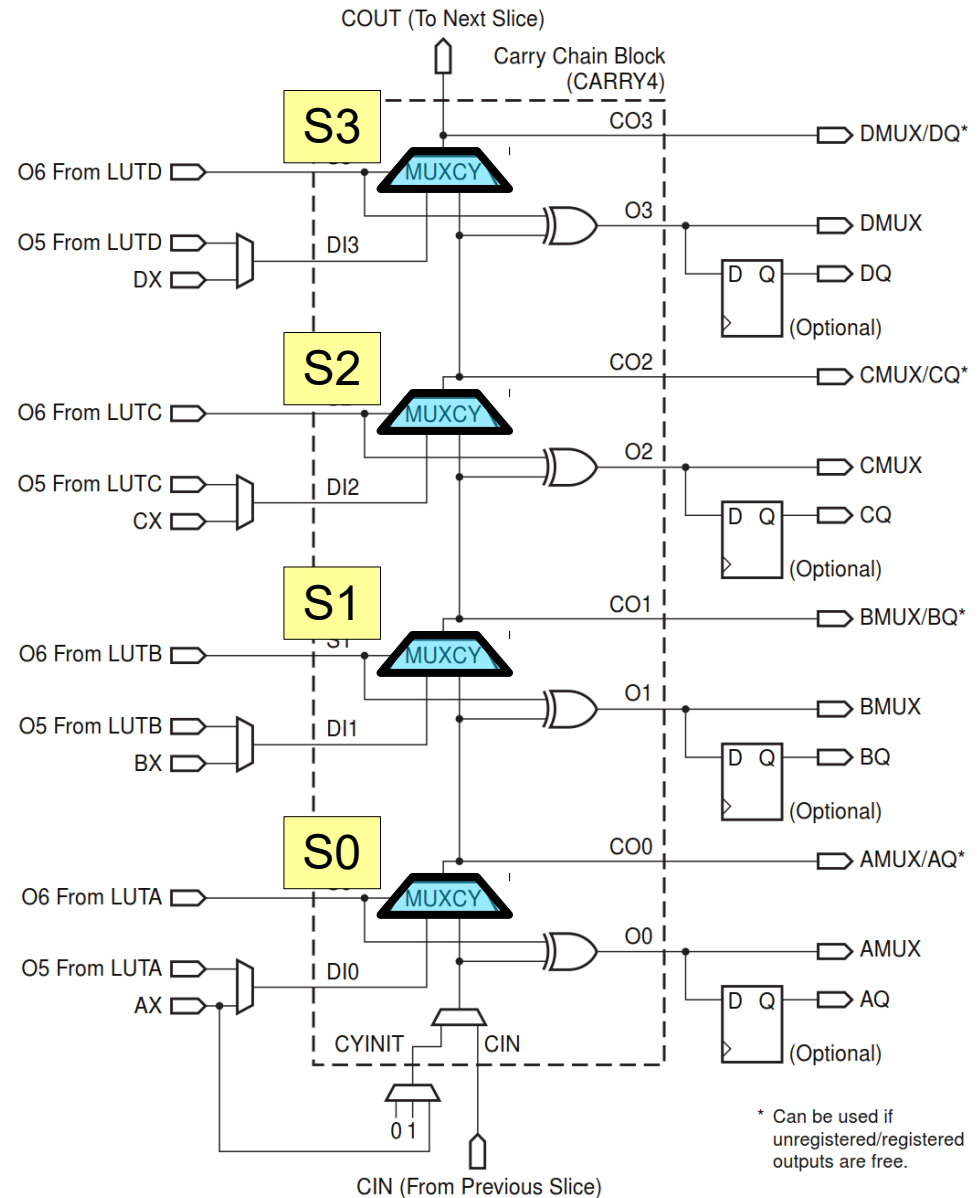 COUT (To Next Slice)
Carry Chain Block
(CARRY4)
S3
CO3
DMUX/DQ*
O6 From LUTD
MUXCY
O3
DMUX
O5 From LUTD
DI3
DX
D Q
DQ
(Optional)
S2
CO2
CMUX/CQ*
O6 From LUTC
MUXCY
O2
CMUX
O5 From LUTC
DI2
CX
D Q
CQ
(Optional)
S1
CO1
BMUX/BQ*
S1
O6 From LUTB
MUXCY
O1
BMUX
O5 From LUTB
DI1
BX
D Q
BQ
(Optional)
S0
CO0
AMUX/AQ*
O6 From LUTA
MUXCY
O0
AMUX
O5 From LUTA
DI0
AX
D Q
AQ
CYINIT
CIN
(Optional)
0 1
* Can be used if
unregistered/registered
outputs are free.
CIN (From Previous Slice)